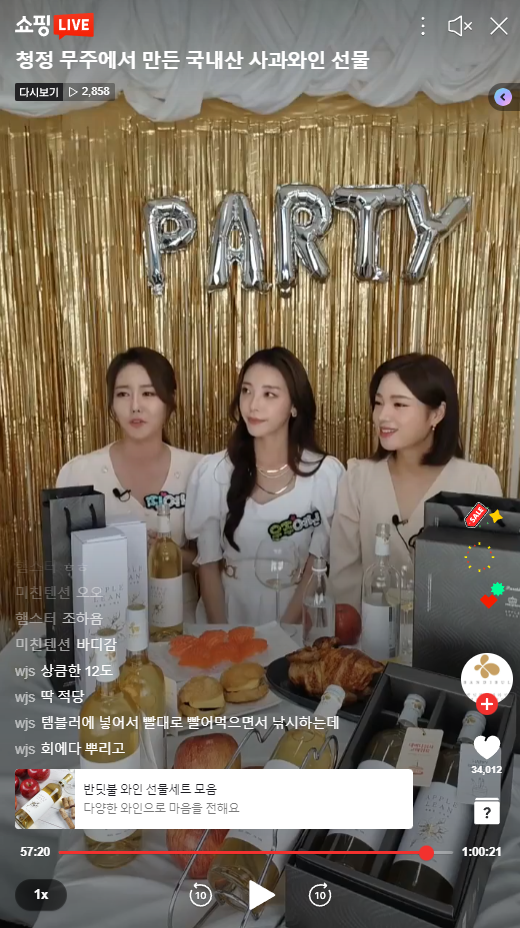 쇼핑 LIVE
청정 무주에서 만든 국내산 사과와인 선물
다시보기 ▷ 2,858
PARTY
SALE
미친텐션 오오
햄스터 조하욤
미친텐션 바디감
wjs 상큼한 12도
wjs 딱 적당
wjs 템블러에 넣어서 빨대로 빨어먹으면서 낚시하는데
wjs 회에다 뿌리고
34,012
반딧불 와인 선물세트 모음
다양한 와인으로 마음을 전해요
?
57:20
1:00:21
1x
10
10